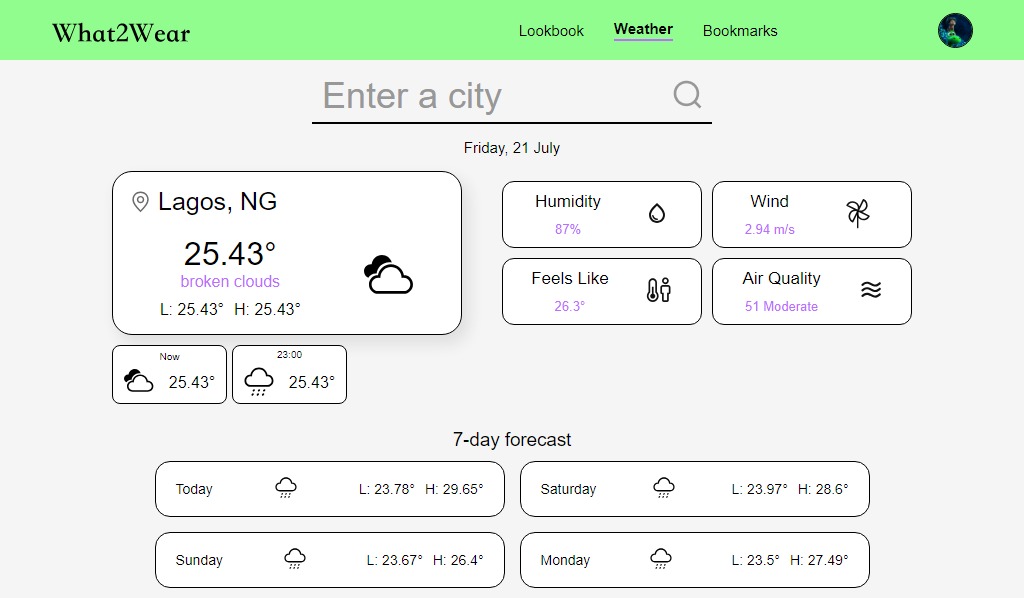 What2Wear
Lookbook Weather Bookmarks
Enter a city
Friday, 21 July
Lagos, NG
25.43°
broken clouds
L: 25.43° H: 25.43°
Humidity
87%
Wind
2.94 m/s
Feels Like
26.3°
Air Quality
51 Moderate
Now
25.43°
23:00
25.43°
7-day forecast
Today L: 23.78° H: 29.65°
Saturday L: 23.97° H: 28.6°
Sunday L: 23.67° H: 26.4°
Monday L: 23.5° H: 27.49°